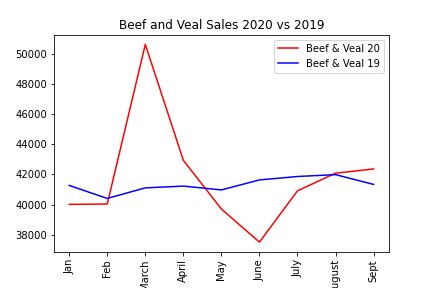 Beef and Veal Sales 2020 vs 2019
Beef & Veal 20
Beef & Veal 19
50000
48000
46000
44000
42000
40000
38000
Jan
Feb
March
April
May
June
July
August
Sept